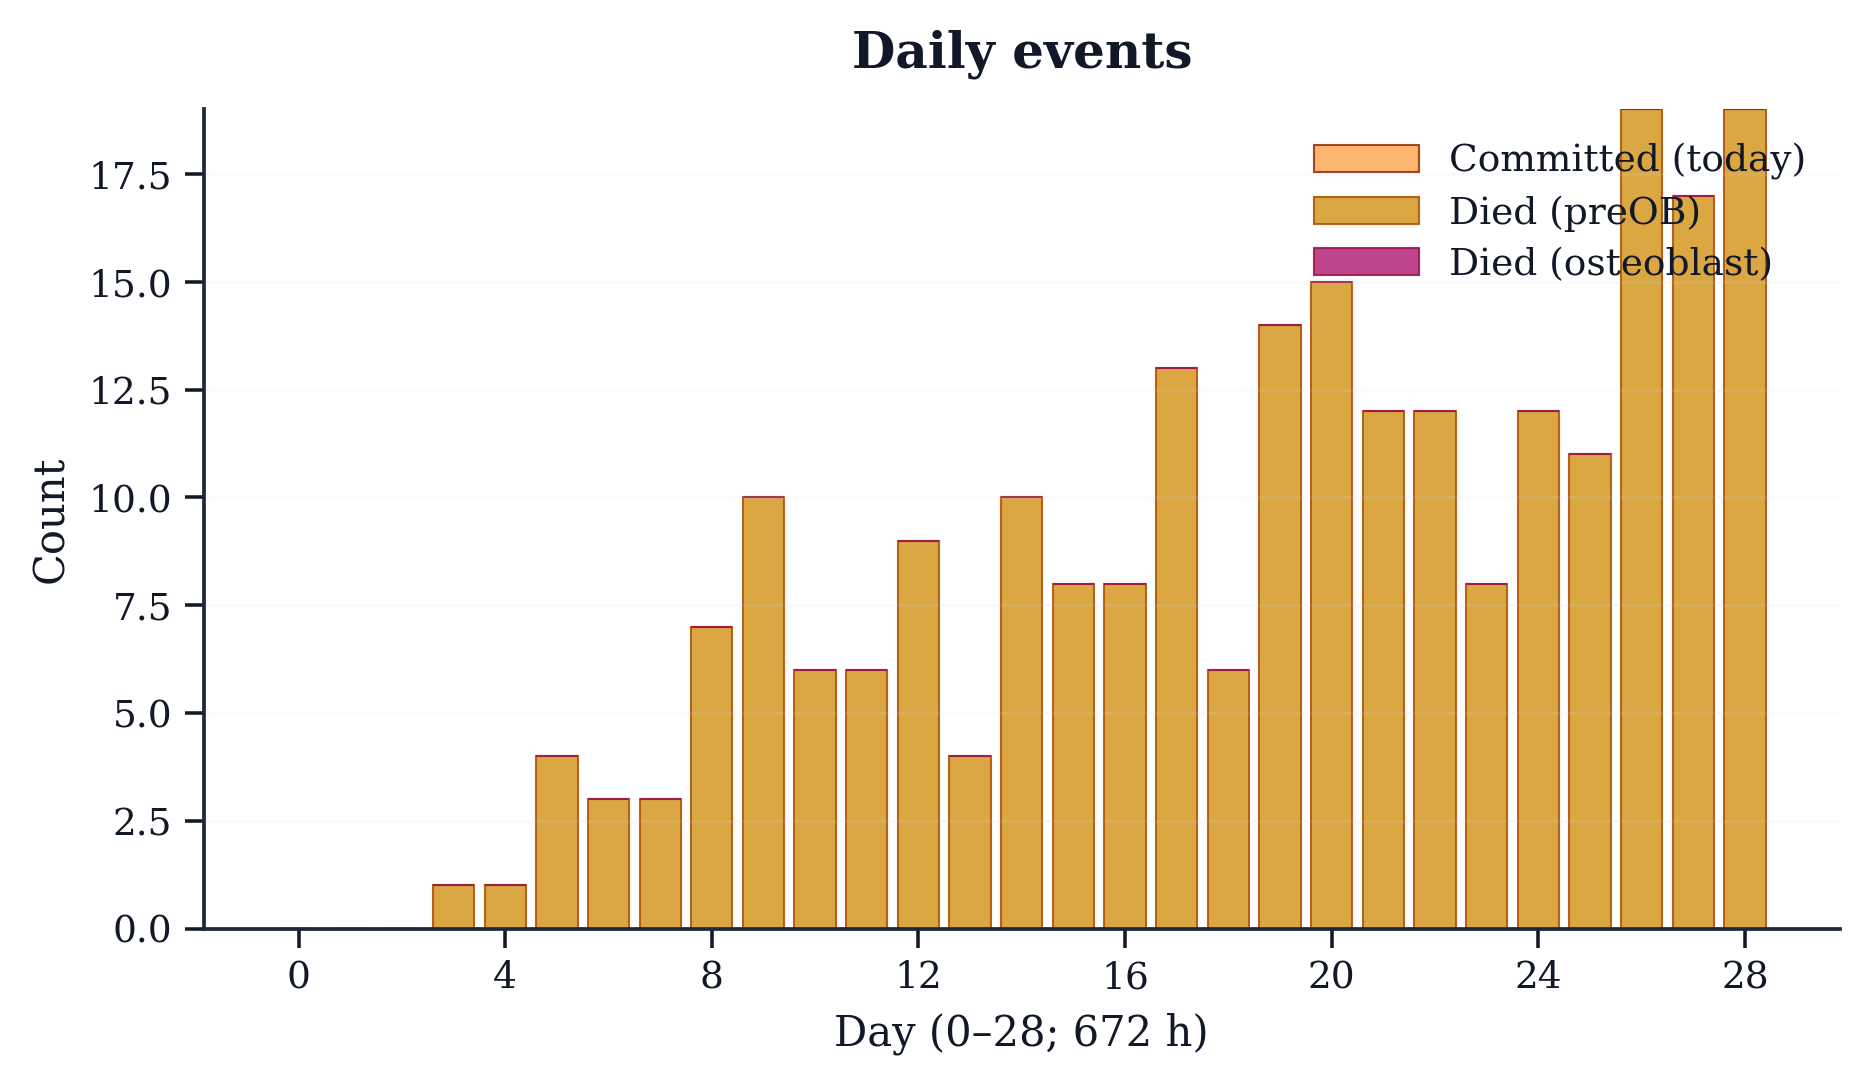 Daily events
Committed (today)
Died (preOB)
Died (osteoblast)
Count
17.5
15.0
12.5
10.0
7.5
5.0
2.5
0.0
0 4 8 12 16 20 24 28
Day (0–28; 672 h)